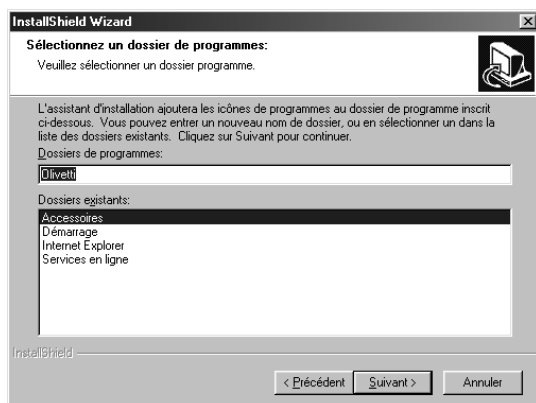 InstallShield Wizard
Sélectionnez un dossier de programmes:
Veuillez sélectionner un dossier programme.
L'assistant d'installation ajoutera les icônes de programmes au dossier de programme inscrit
ci-dessous. Vous pouvez entrer un nouveau nom de dossier, ou en sélectionner un dans la
liste des dossiers existants. Cliquez sur Suivant pour continuer.
Dossiers de programmes:
Olivetti
Dossiers existants:
Accessoires
Démarrage
Internet Explorer
Services en ligne
InstallShield
< Précédent
Suivant >
Annuler